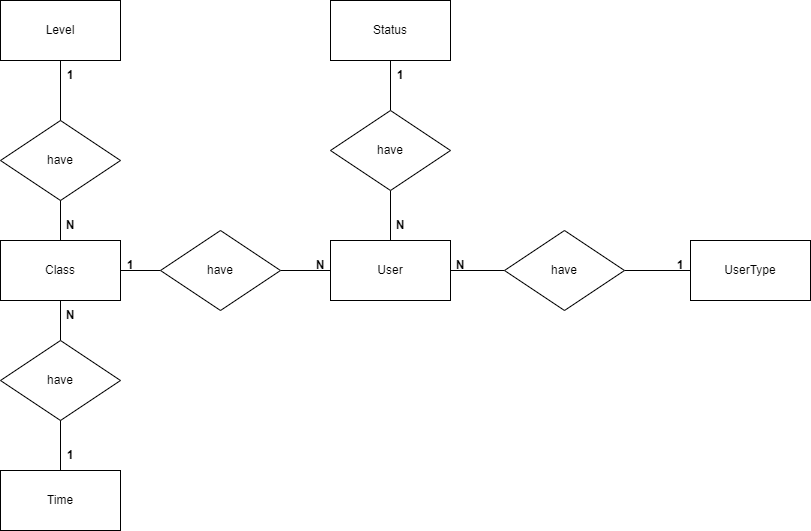 Level
Status
1
1
have
have
N
N
Class
1
have
N
User
N
have
1
UserType
N
have
1
Time